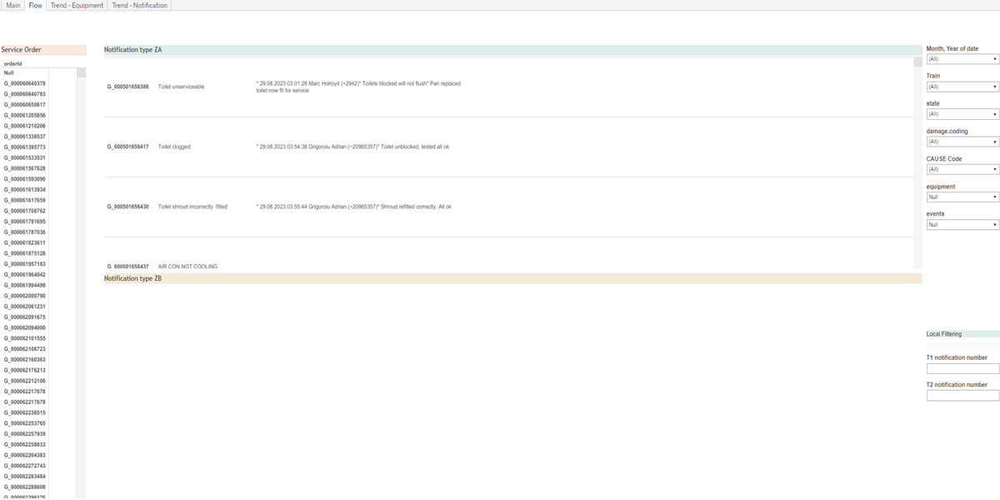 Main Flow Trend - Equipment Trend - Notification
Service Order
orderId
Null
G_000060640378
G_000060640783
G_000060650617
G_000061205856
G_000061210206
G_000061338537
G_000061395773
G_000061533531
G_000061567628
G_000061593090
G_000061613934
G_000061617659
G_000061708762
G_000061781695
G_000061787036
G_000061823611
G_000061875128
G_000061957183
G_000061964042
G_000061994498
G_000062000790
G_000062061231
G_000062091675
G_000062094000
G_000062101555
G_000062106723
G_000062160363
G_000062176213
G_000062212106
G_000062217676
G_000062217678
G_000062238515
G_000062253765
G_000062257939
G_000062258833
G_000062264383
G_000062272743
G_000062283484
G_000062288608
G_000062296176
Notification type ZA
G_000501656388 Toilet unserviceable * 29.08.2023 03:01:28 Marc Holroyd (~2942)* Toilets blocked will not flush* Pan replaced
toilet now fit for service
G_000501656417 Toilet clogged * 29.08.2023 03:54:38 Grigoroiu Adrian (~20965357)* Toilet unblocked, tested all ok
G_000501656430 Toilet shroud incorrectly fitted * 29.08.2023 03:55:44 Grigoroiu Adrian (~20965357)* Shroud refitted correctly. All ok
G_000501656437 AIR CON NOT COOLING
Notification type ZB
Month, Year of date
(All)
Train
(All)
state
(All)
damage.coding
(All)
CAUSE Code
(All)
equipment
Null
events
Null
Local Filtering
T1 notification number
T2 notification number